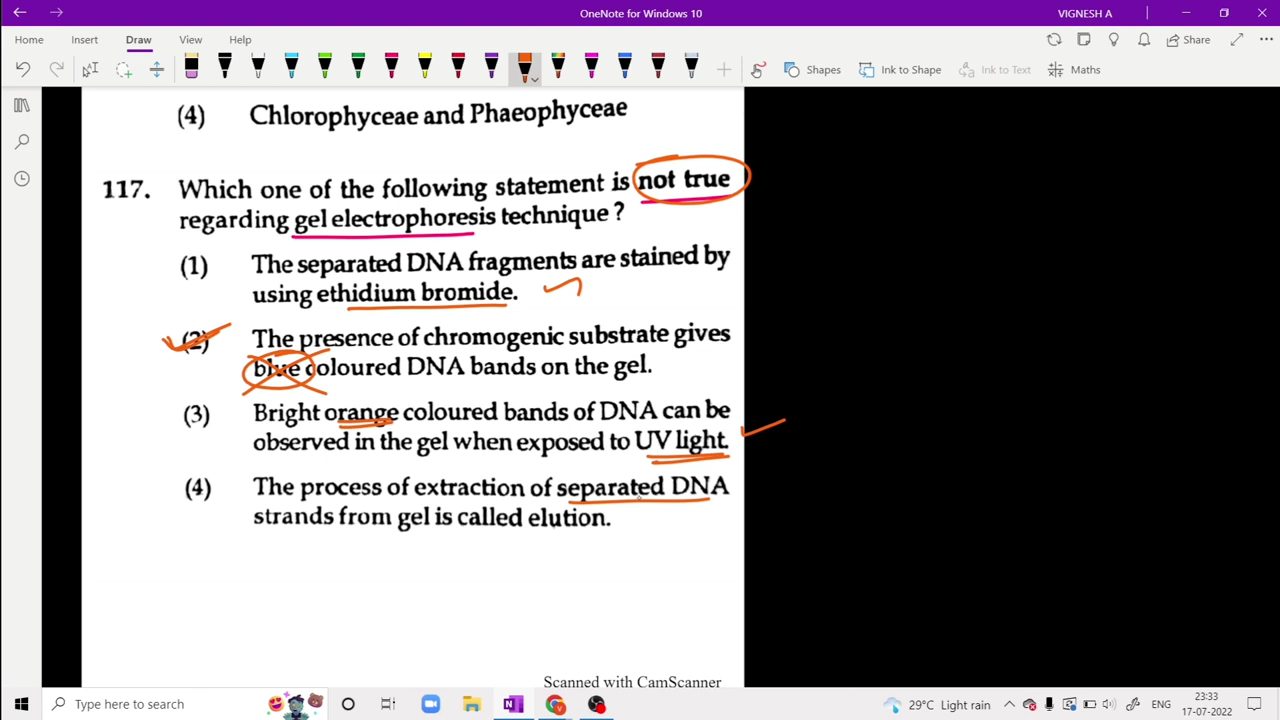 OneNote for Windows 10
VIGNESH A
Home Insert Draw View Help
Share
Shapes Ink to Shape Ink to Text Maths
(4) Chlorophyceae and Phaeophyceae
117. Which one of the following statement is not true
regarding gel electrophoresis technique ?
(1) The separated DNA fragments are stained by
using ethidium bromide.
(2) The presence of chromogenic substrate gives
blue coloured DNA bands on the gel.
(3) Bright orange coloured bands of DNA can be
observed in the gel when exposed to UV light.
(4) The process of extraction of separated DNA
strands from gel is called elution.
Scanned with CamScanner
Type here to search
29°C Light rain
ENG
23:33
17-07-2022